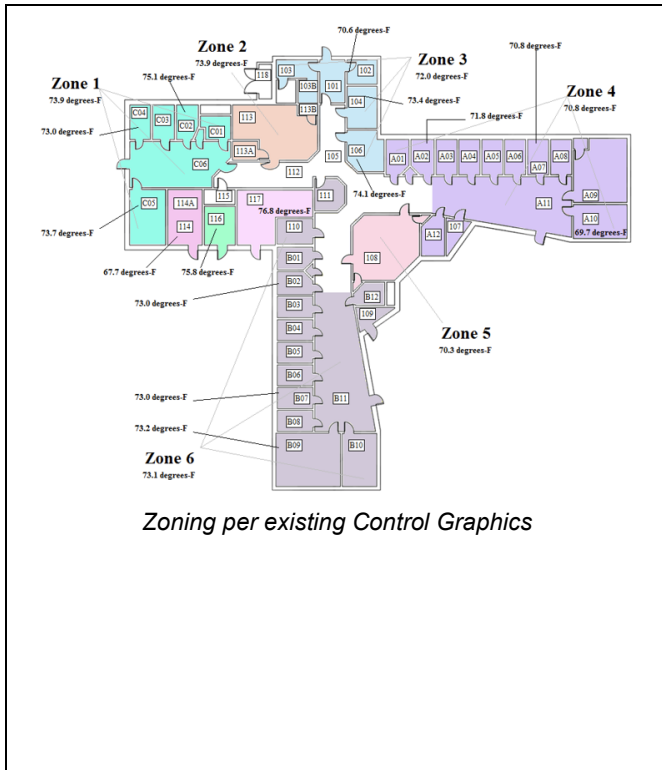 70.6 degrees-F
Zone 2
73.9 degrees-F
118
103
103B
101
102
Zone 3
72.0 degrees-F
70.8 degrees-F
Zone 1
73.9 degrees-F
75.1 degrees-F
104
73.4 degrees-F
Zone 4
70.8 degrees-F
C04
C03
C02
C01
113
113B
73.0 degrees-F
71.8 degrees-F
113A
105
106
A01
A02
A03
A04
A05
A06
A07
A08
C06
112
74.1 degrees-F
A09
C05
114A
115
117
111
A11
A10
76.8 degrees-F
73.7 degrees-F
114
116
110
A12
107
69.7 degrees-F
67.7 degrees-F
75.8 degrees-F
B01
108
73.0 degrees-F
B02
B12
B03
109
Zone 5
70.3 degrees-F
B04
B05
B06
73.0 degrees-F
B07
B11
B08
73.2 degrees-F
B09
B10
Zone 6
73.1 degrees-F
Zoning per existing Control Graphics